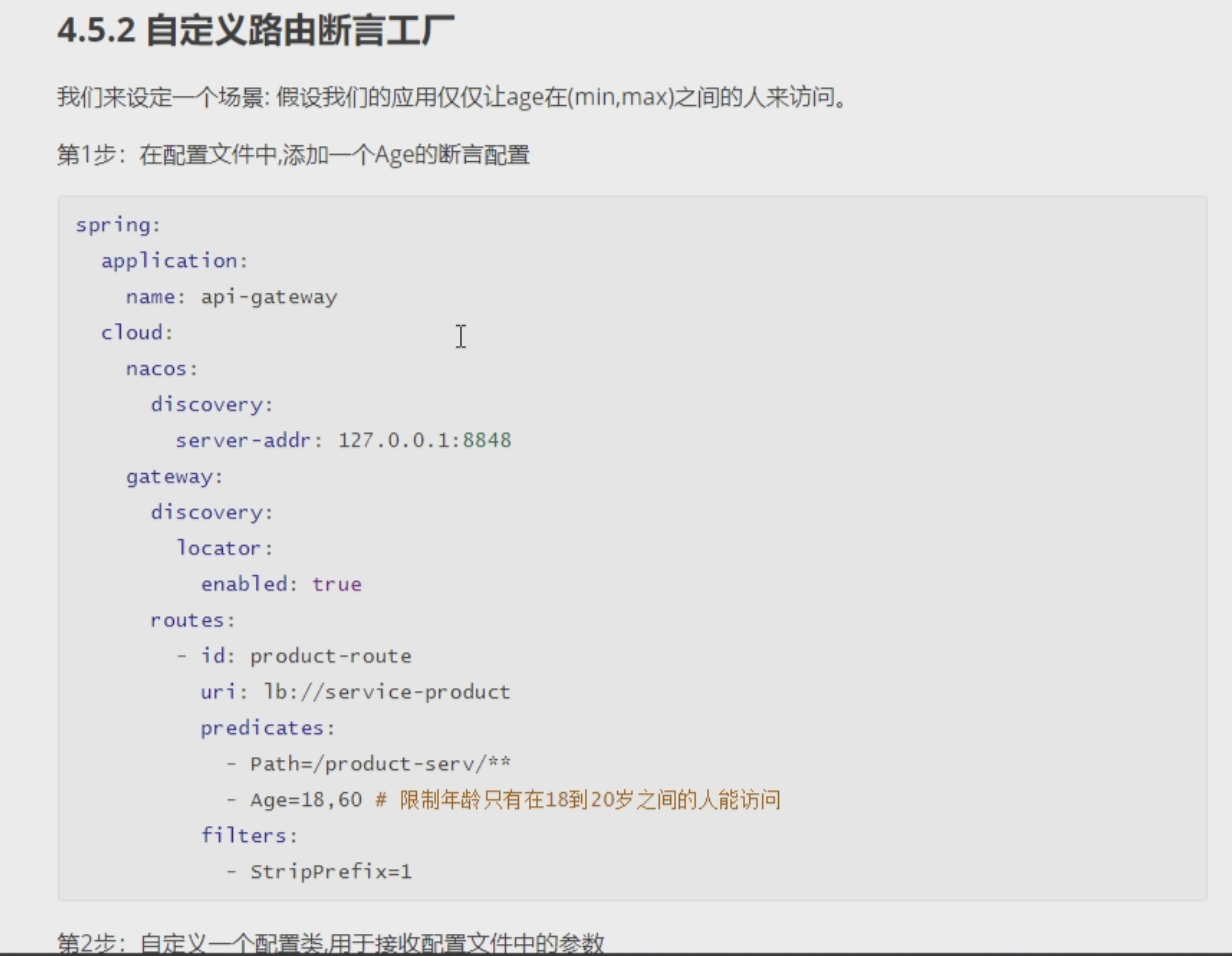 4.5.2 自定义路由断言工厂
我们来设定一个场景: 假设我们的应用仅仅让age在(min,max)之间的人来访问。
第1步：在配置文件中,添加一个Age的断言配置
spring:
  application:
    name: api-gateway
  cloud:
    nacos:
      discovery:
        server-addr: 127.0.0.1:8848
    gateway:
      discovery:
        locator:
          enabled: true
      routes:
        - id: product-route
          uri: lb://service-product
          predicates:
            - Path=/product-serv/**
            - Age=18,60 # 限制年龄只有在18到20岁之间的人能访问
          filters:
            - StripPrefix=1
第2步：自定义一个配置类,用于接收配置文件中的参数